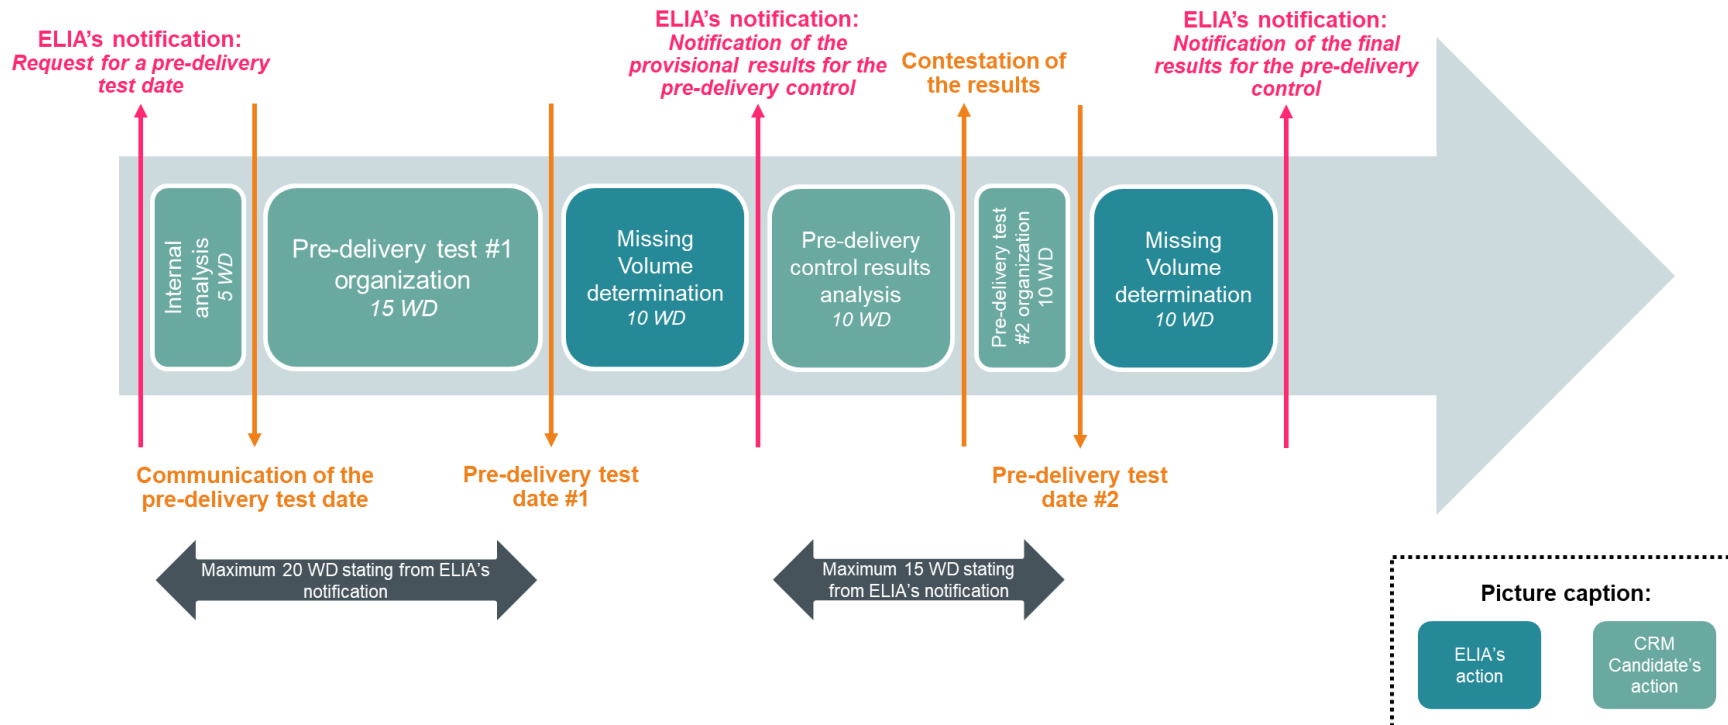 ELIA's notification:
Request for a pre-delivery
test date
ELIA's notification:
Notification of the
provisional results for the
pre-delivery control
Contestation of
the results
ELIA's notification:
Notification of the final
results for the pre-delivery
control
Internal
analysis
5 WD
Pre-delivery test #1
organization
15 WD
Missing
Volume
determination
10 WD
Pre-delivery
control results
analysis
10 WD
Pre-delivery test
#2 organization
10 WD
Missing
Volume
determination
10 WD
Communication of the
pre-delivery test date
Pre-delivery test
date #1
Pre-delivery test
date #2
Maximum 20 WD stating from ELIA's
notification
Maximum 15 WD stating
from ELIA's notification
Picture caption:
ELIA's
action
CRM
Candidate's
action